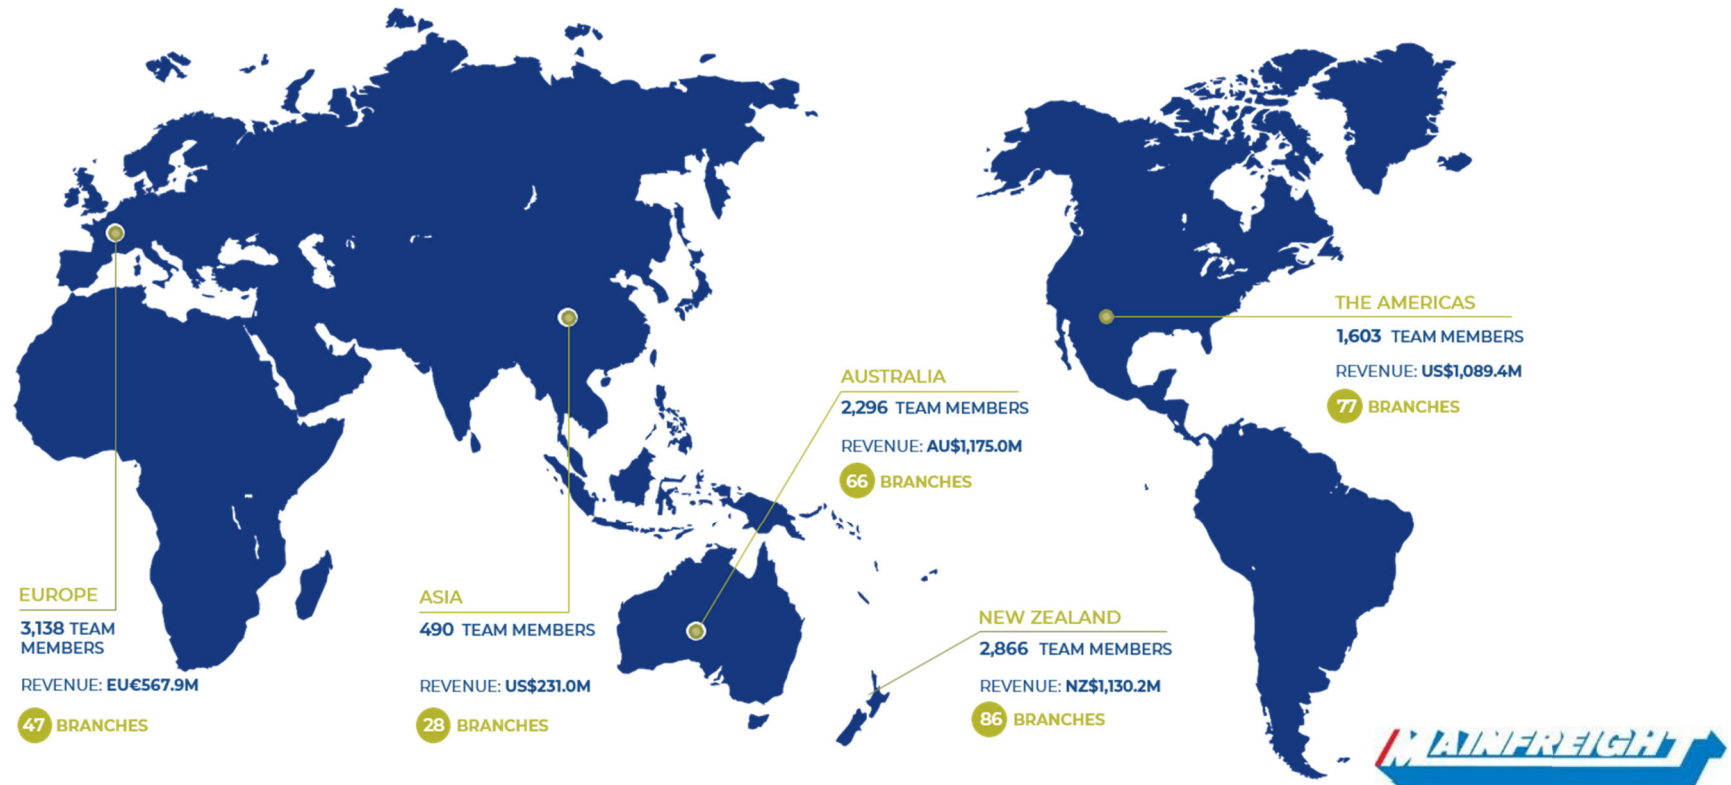 THE AMERICAS
1,603 TEAM MEMBERS
REVENUE: US$1,089.4M
77 BRANCHES
AUSTRALIA
2,296 TEAM MEMBERS
REVENUE: AU$1,175.0M
66 BRANCHES
EUROPE
3,138 TEAM
MEMBERS
REVENUE: EU€567.9M
47 BRANCHES
ASIA
490 TEAM MEMBERS
REVENUE: US$231.0M
28 BRANCHES
NEW ZEALAND
2,866 TEAM MEMBERS
REVENUE: NZ$1,130.2M
86 BRANCHES
MAINFREIGHT